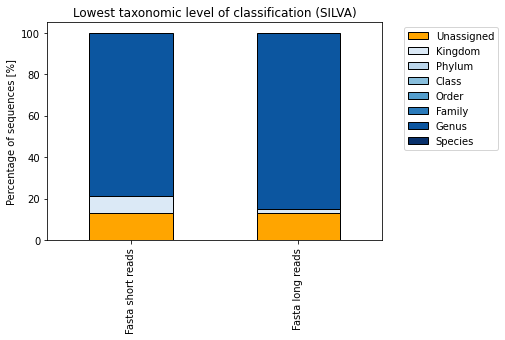 Lowest taxonomic level of classification (SILVA)
Percentage of sequences [%]
100
80
60
40
20
0
Fasta short reads
Fasta long reads
Unassigned
Kingdom
Phylum
Class
Order
Family
Genus
Species